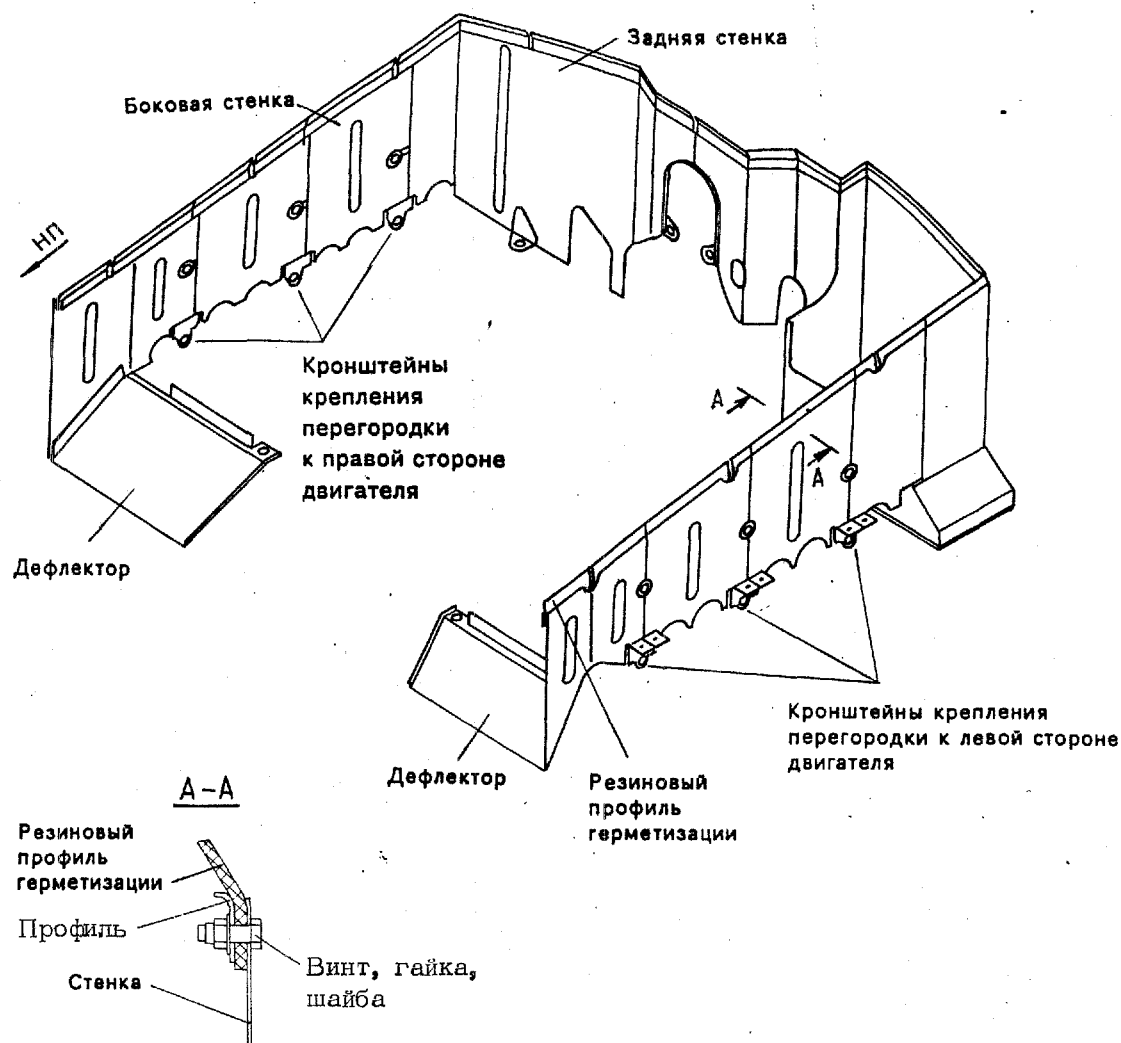 Задняя стенка
Боковая стенка
НП
Кронштейны
крепления
перегородки
к правой стороне
двигателя
А
А
Дефлектор
Кронштейны крепления
перегородки к левой стороне
двигателя
Дефлектор
Резиновый
профиль
герметизации
А-А
Резиновый
профиль
герметизации
Профиль
Винт, гайка,
шайба
Стенка